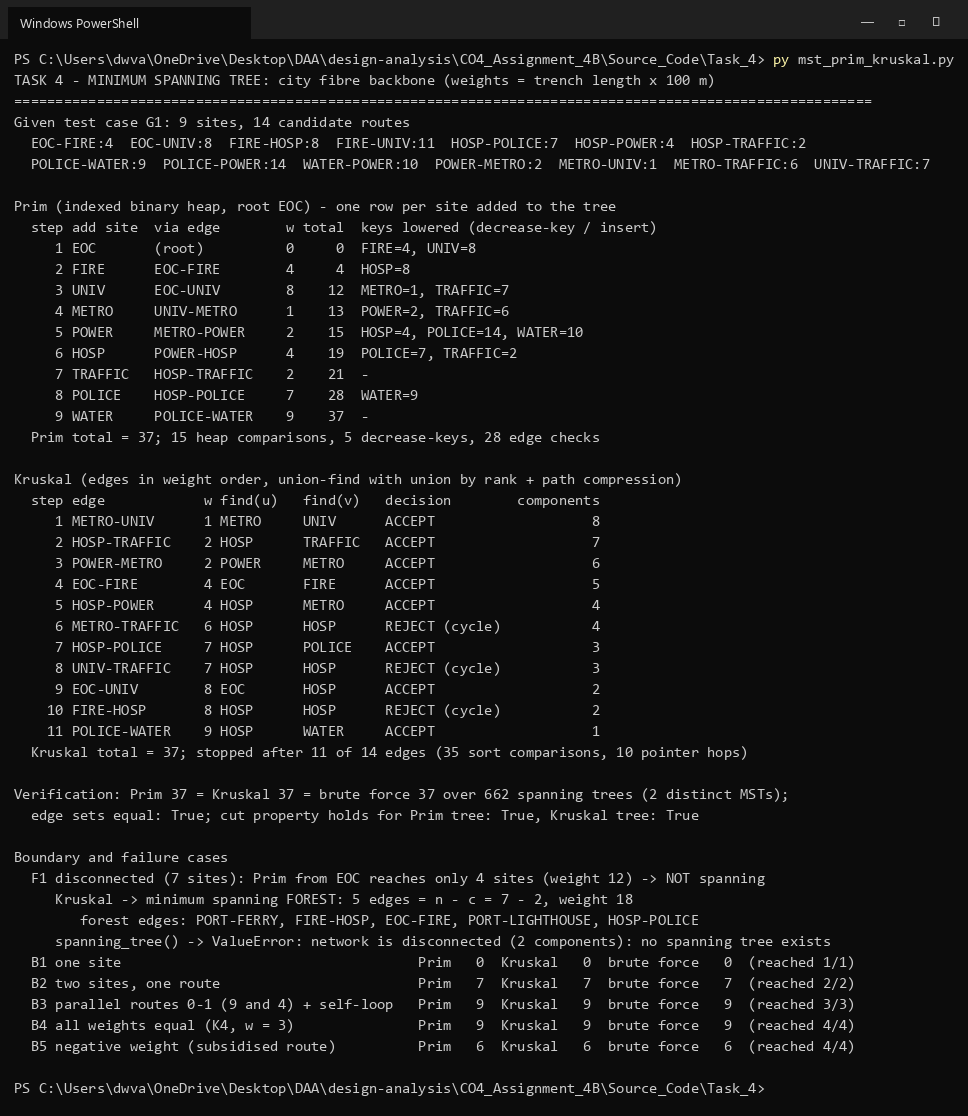 Windows PowerShell
PS C:\Users\dwva\OneDrive\Desktop\DAA\design-analysis\CO4_Assignment_4B\Source_Code\Task_4> py mst_prim_kruskal.py
TASK 4 - MINIMUM SPANNING TREE: city fibre backbone (weights = trench length x 100 m)
========================================================================================================
Given test case G1: 9 sites, 14 candidate routes
  EOC-FIRE:4  EOC-UNIV:8  FIRE-HOSP:8  FIRE-UNIV:11  HOSP-POLICE:7  HOSP-POWER:4  HOSP-TRAFFIC:2
  POLICE-WATER:9  POLICE-POWER:14  WATER-POWER:10  POWER-METRO:2  METRO-UNIV:1  METRO-TRAFFIC:6  UNIV-TRAFFIC:7

Prim (indexed binary heap, root EOC) - one row per site added to the tree
  step add site  via edge        w total  keys lowered (decrease-key / insert)
     1 EOC       (root)          0     0  FIRE=4, UNIV=8
     2 FIRE      EOC-FIRE        4     4  HOSP=8
     3 UNIV      EOC-UNIV        8    12  METRO=1, TRAFFIC=7
     4 METRO     UNIV-METRO      1    13  POWER=2, TRAFFIC=6
     5 POWER     METRO-POWER     2    15  HOSP=4, POLICE=14, WATER=10
     6 HOSP      POWER-HOSP      4    19  POLICE=7, TRAFFIC=2
     7 TRAFFIC   HOSP-TRAFFIC    2    21  -
     8 POLICE    HOSP-POLICE     7    28  WATER=9
     9 WATER     POLICE-WATER    9    37  -
  Prim total = 37; 15 heap comparisons, 5 decrease-keys, 28 edge checks

Kruskal (edges in weight order, union-find with union by rank + path compression)
  step edge            w find(u)   find(v)   decision         components
     1 METRO-UNIV      1 METRO     UNIV      ACCEPT                   8
     2 HOSP-TRAFFIC    2 HOSP      TRAFFIC   ACCEPT                   7
     3 POWER-METRO     2 POWER     METRO     ACCEPT                   6
     4 EOC-FIRE        4 EOC       FIRE      ACCEPT                   5
     5 HOSP-POWER      4 HOSP      METRO     ACCEPT                   4
     6 METRO-TRAFFIC   6 HOSP      HOSP      REJECT (cycle)           4
     7 HOSP-POLICE     7 HOSP      POLICE    ACCEPT                   3
     8 UNIV-TRAFFIC    7 HOSP      HOSP      REJECT (cycle)           3
     9 EOC-UNIV        8 EOC       HOSP      ACCEPT                   2
    10 FIRE-HOSP       8 HOSP      HOSP      REJECT (cycle)           2
    11 POLICE-WATER    9 HOSP      WATER     ACCEPT                   1
  Kruskal total = 37; stopped after 11 of 14 edges (35 sort comparisons, 10 pointer hops)

Verification: Prim 37 = Kruskal 37 = brute force 37 over 662 spanning trees (2 distinct MSTs);
  edge sets equal: True; cut property holds for Prim tree: True, Kruskal tree: True

Boundary and failure cases
  F1 disconnected (7 sites): Prim from EOC reaches only 4 sites (weight 12) -> NOT spanning
     Kruskal -> minimum spanning FOREST: 5 edges = n - c = 7 - 2, weight 18
        forest edges: PORT-FERRY, FIRE-HOSP, EOC-FIRE, PORT-LIGHTHOUSE, HOSP-POLICE
     spanning_tree() -> ValueError: network is disconnected (2 components): no spanning tree exists
  B1 one site                                    Prim   0  Kruskal   0  brute force   0  (reached 1/1)
  B2 two sites, one route                        Prim   7  Kruskal   7  brute force   7  (reached 2/2)
  B3 parallel routes 0-1 (9 and 4) + self-loop   Prim   9  Kruskal   9  brute force   9  (reached 3/3)
  B4 all weights equal (K4, w = 3)               Prim   9  Kruskal   9  brute force   9  (reached 4/4)
  B5 negative weight (subsidised route)          Prim   6  Kruskal   6  brute force   6  (reached 4/4)

PS C:\Users\dwva\OneDrive\Desktop\DAA\design-analysis\CO4_Assignment_4B\Source_Code\Task_4>